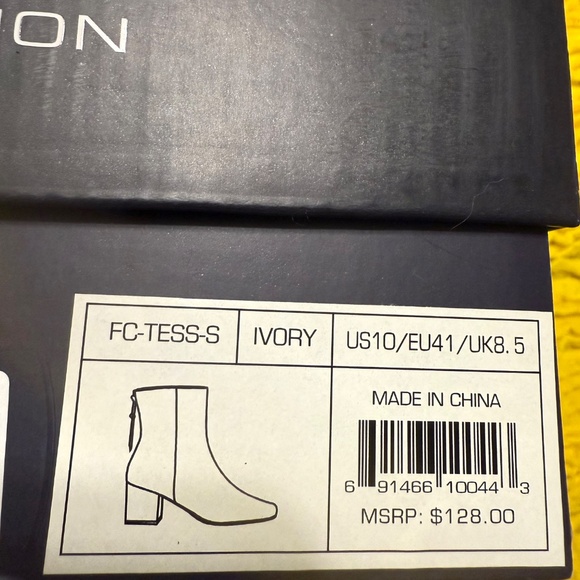 ION
FC-TESS-S IVORY US10/EU41/UK8.5
MADE IN CHINA
6 91466 10044 3
MSRP: $128.00